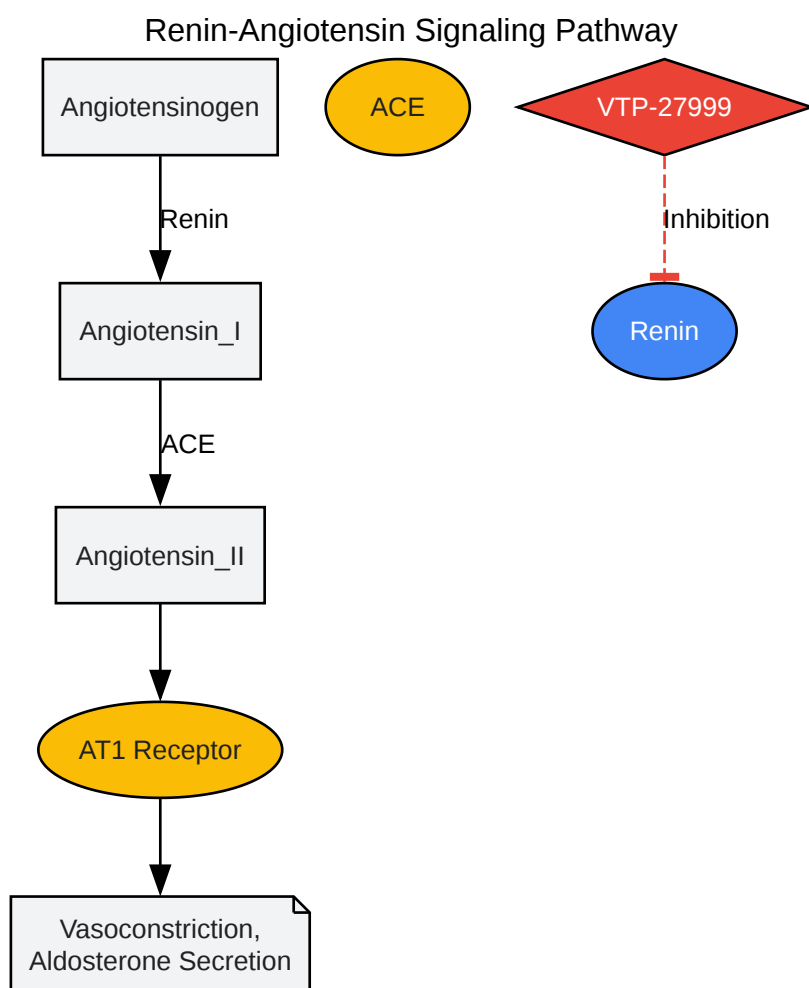 Renin-Angiotensin Signaling Pathway
Angiotensinogen
ACE
VTP-27999
Renin
Inhibition
Angiotensin_I
Renin
ACE
Angiotensin_II
AT1 Receptor
Vasoconstriction,
Aldosterone Secretion